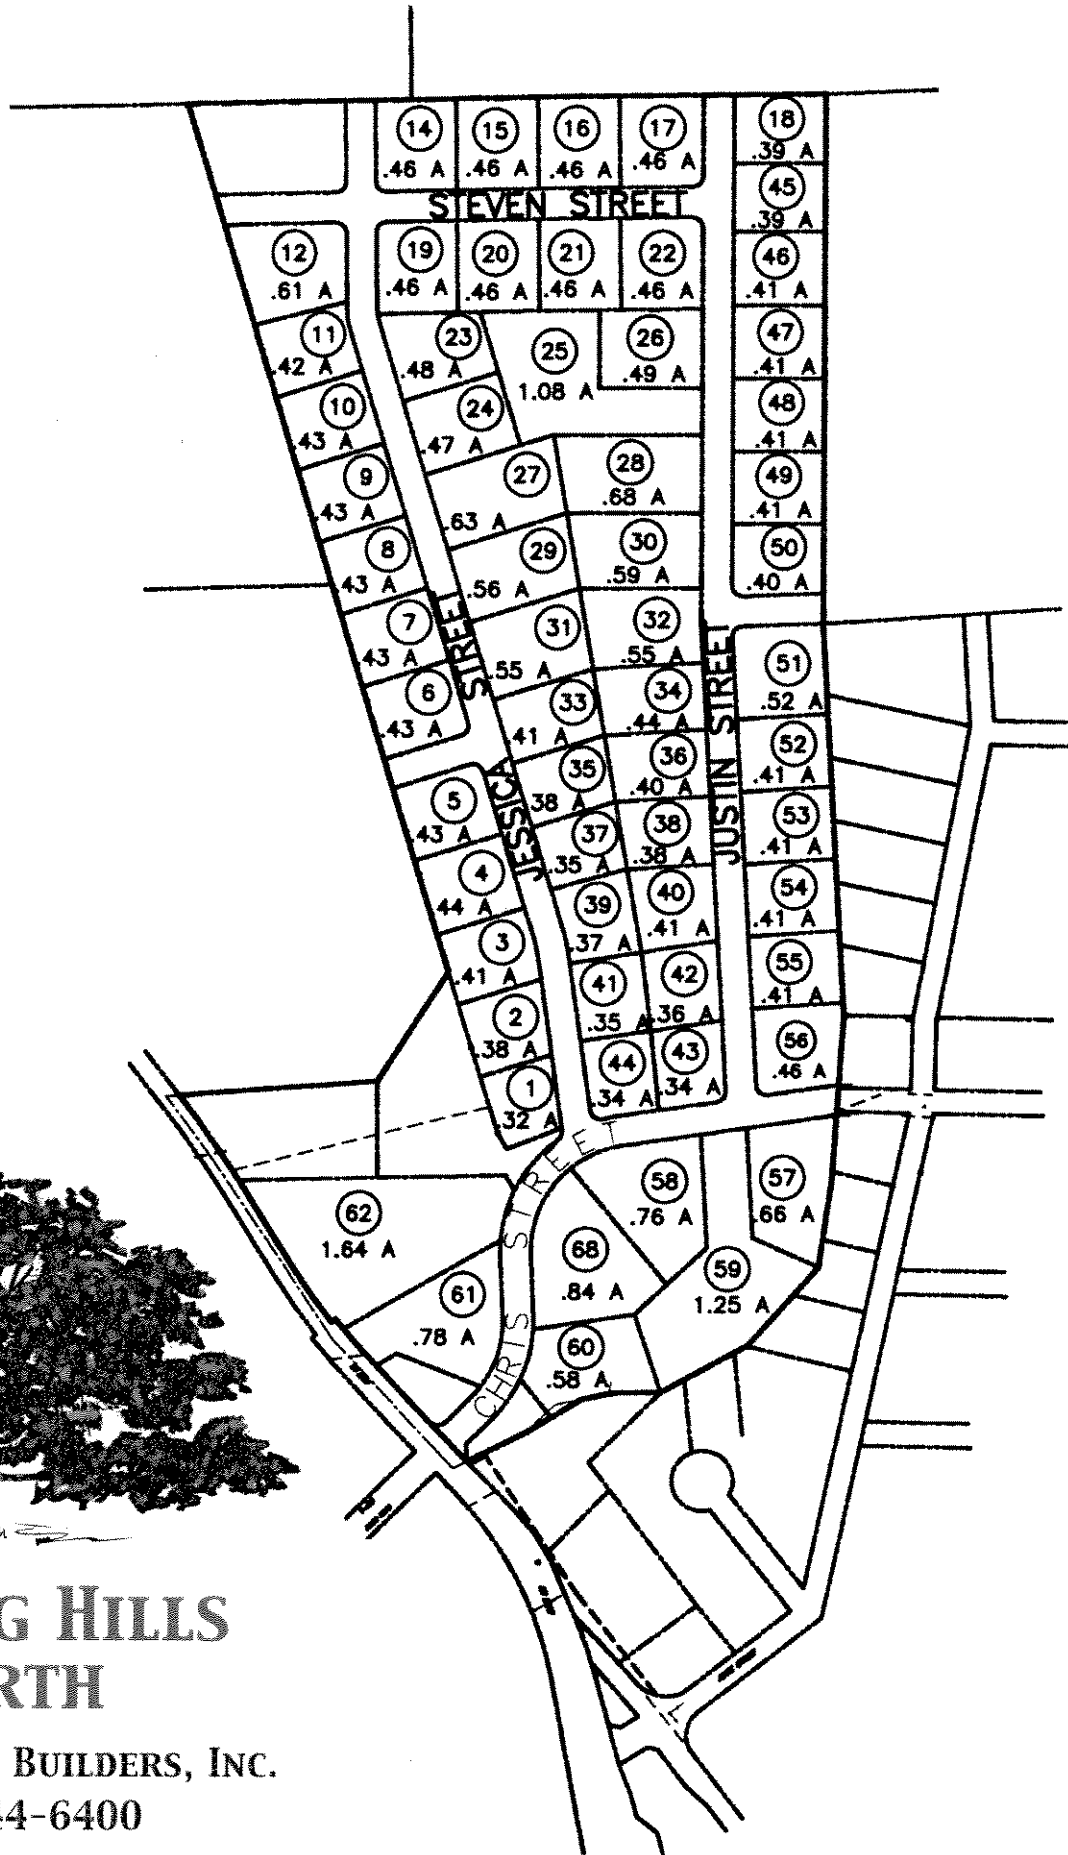 14 15 16 17 18
.46 A .46 A .46 A .46 A .39 A
45
.39 A
STEVEN STREET
12 19 20 21 22 46
.61 A .46 A .46 A .46 A .46 A .41 A
11 23 25 26 47
.42 A .48 A 1.08 A .49 A .41 A
10 24 48
.43 A .47 A .41 A
9 27 28 49
.43 A .63 A .68 A .41 A
8 29 30 50
.43 A .56 A .59 A .40 A
7 31 32 51
.43 A .55 A .55 A .52 A
6 33 34 52
.43 A .41 A .44 A .41 A
JESSICA STREET
JUSTIN STREET
5 35 36 53
.43 A .38 A .40 A .41 A
4 37 38 54
.44 A .35 A .38 A .41 A
3 39 40 55
.41 A .37 A .41 A .41 A
2 41 42 56
.38 A .35 A .36 A .46 A
1 44 43
.32 A .34 A .34 A
CHRIS STREET
62 58 57
1.64 A .76 A .66 A
61 68 59
.78 A .84 A 1.25 A
60
.58 A
G HILLS
RTH
BUILDERS, INC.
44-6400